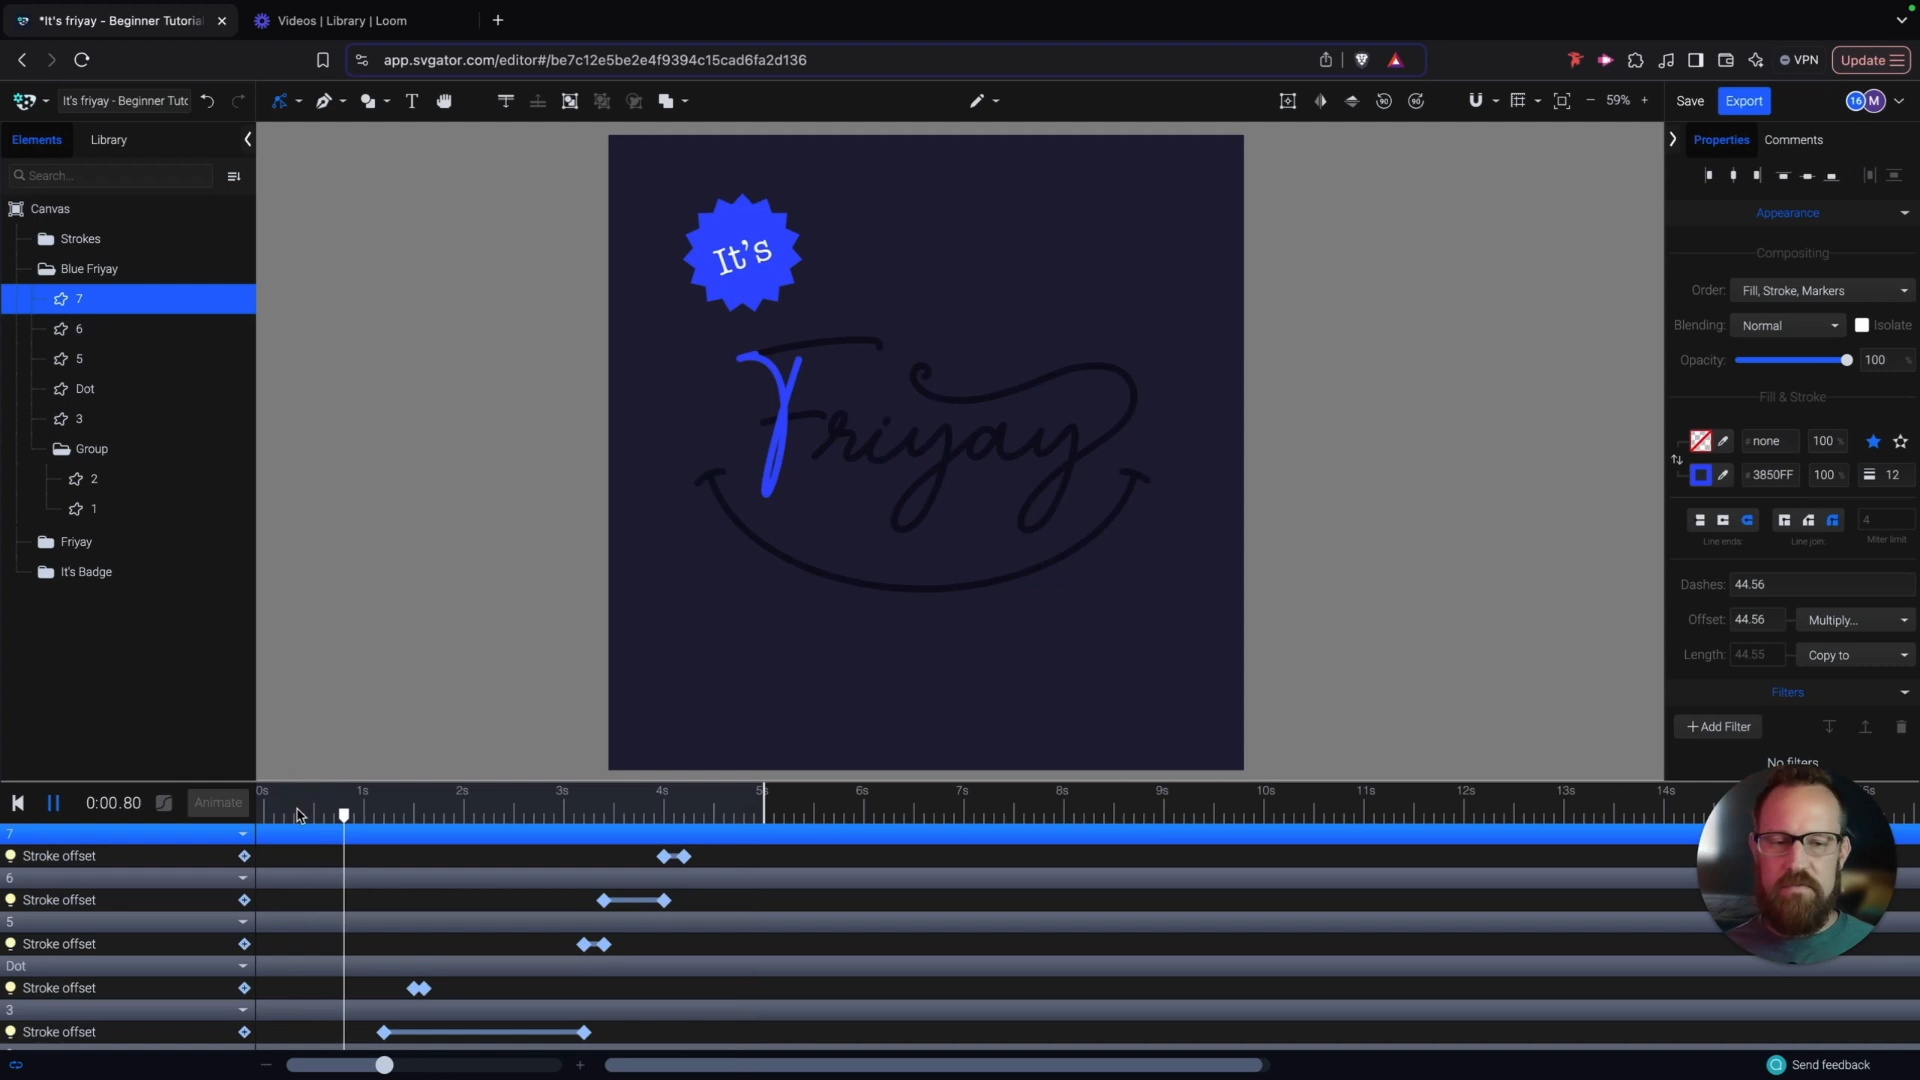 *It's friyay - Beginner Tutoria
Videos | Library | Loom
app.svgator.com/editor#/be7c12e5be2e4f9394c15cad6fa2d136
VPN
Update
It's friyay - Beginner Tutc
59%
Save
Export
16
M
Elements
Library
Properties
Comments
Search...
Canvas
Strokes
Blue Friyay
7
6
5
Dot
3
Group
2
1
Friyay
It's Badge
It's
Friyay
Appearance
Compositing
Order:
Fill, Stroke, Markers
Blending:
Normal
Isolate
Opacity:
100
%
Fill & Stroke
# none
100 %
# 3850FF
100 %
12
4
Line ends:
Line join:
Miter limit
Dashes:
44.56
Offset:
44.56
Multiply...
Length:
44.55
Copy to
Filters
Add Filter
No filters
0:00.80
Animate
0s
1s
2s
3s
4s
5s
6s
7s
8s
9s
10s
11s
12s
13s
14s
7
Stroke offset
6
Stroke offset
5
Stroke offset
Dot
Stroke offset
3
Stroke offset
Send feedback